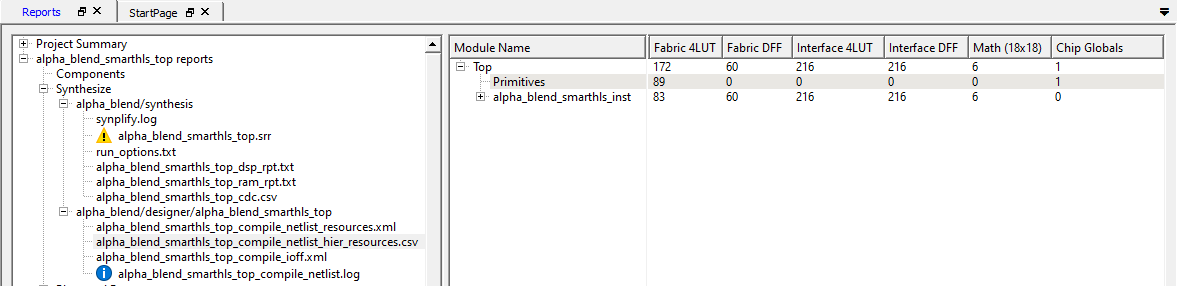 Reports
StartPage
Project Summary
alpha_blend_smarthls_top reports
Components
Synthesize
alpha_blend/synthesis
synplify.log
alpha_blend_smarthls_top.srr
run_options.txt
alpha_blend_smarthls_top_dsp_rpt.txt
alpha_blend_smarthls_top_ram_rpt.txt
alpha_blend_smarthls_top_cdc.csv
alpha_blend/designer/alpha_blend_smarthls_top
alpha_blend_smarthls_top_compile_netlist_resources.xml
alpha_blend_smarthls_top_compile_netlist_hier_resources.csv
alpha_blend_smarthls_top_compile_ioff.xml
alpha_blend_smarthls_top_compile_netlist.log
Module Name Fabric 4LUT Fabric DFF Interface 4LUT Interface DFF Math (18x18) Chip Globals
Top 172 60 216 216 6 1
Primitives 89 0 0 0 0 1
alpha_blend_smarthls_inst 83 60 216 216 6 0